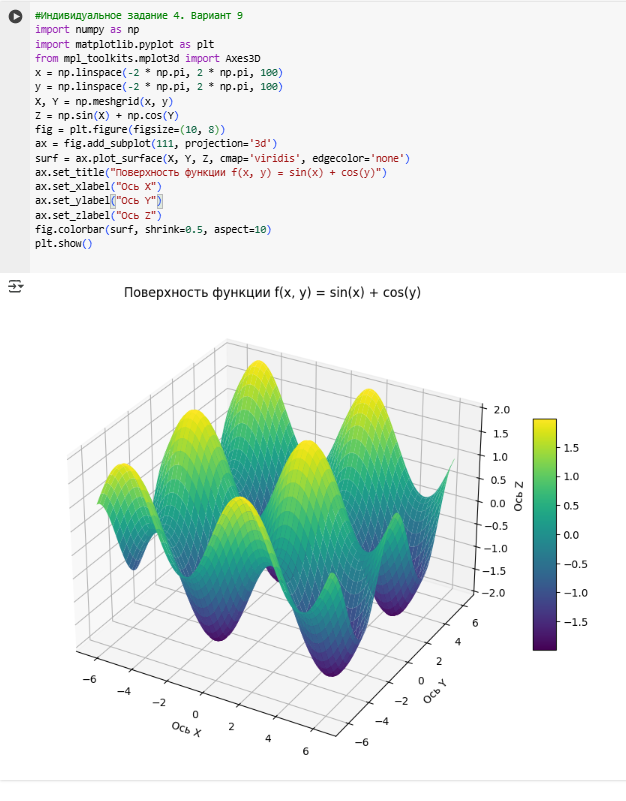 #Индивидуальное задание 4. Вариант 9
import numpy as np
import matplotlib.pyplot as plt
from mpl_toolkits.mplot3d import Axes3D
x = np.linspace(-2 * np.pi, 2 * np.pi, 100)
y = np.linspace(-2 * np.pi, 2 * np.pi, 100)
X, Y = np.meshgrid(x, y)
Z = np.sin(X) + np.cos(Y)
fig = plt.figure(figsize=(10, 8))
ax = fig.add_subplot(111, projection='3d')
surf = ax.plot_surface(X, Y, Z, cmap='viridis', edgecolor='none')
ax.set_title("Поверхность функции f(x, y) = sin(x) + cos(y)")
ax.set_xlabel("Ось X")
ax.set_ylabel("Ось Y")
ax.set_zlabel("Ось Z")
fig.colorbar(surf, shrink=0.5, aspect=10)
plt.show()
Поверхность функции f(x, y) = sin(x) + cos(y)
2.0
1.5
1.0
0.5
0.0
−0.5
−1.0
−1.5
−2.0
Ось Z
1.5
1.0
0.5
0.0
−0.5
−1.0
−1.5
−6
−4
−2
0
2
4
6
Ось X
6
4
2
0
−2
−4
−6
Ось Y